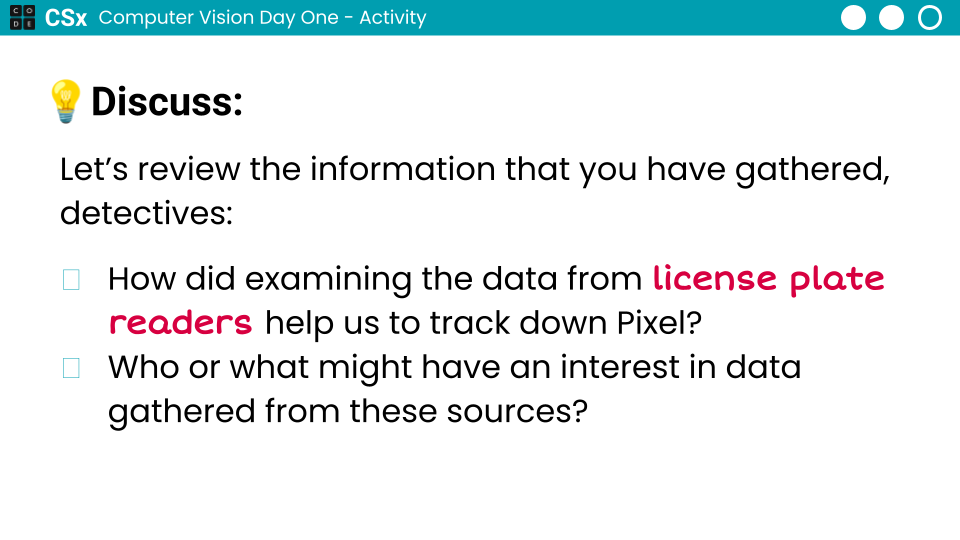 CODE CSx Computer Vision Day One - Activity
Discuss:
Let’s review the information that you have gathered,
detectives:
How did examining the data from license plate
readers help us to track down Pixel?
Who or what might have an interest in data
gathered from these sources?